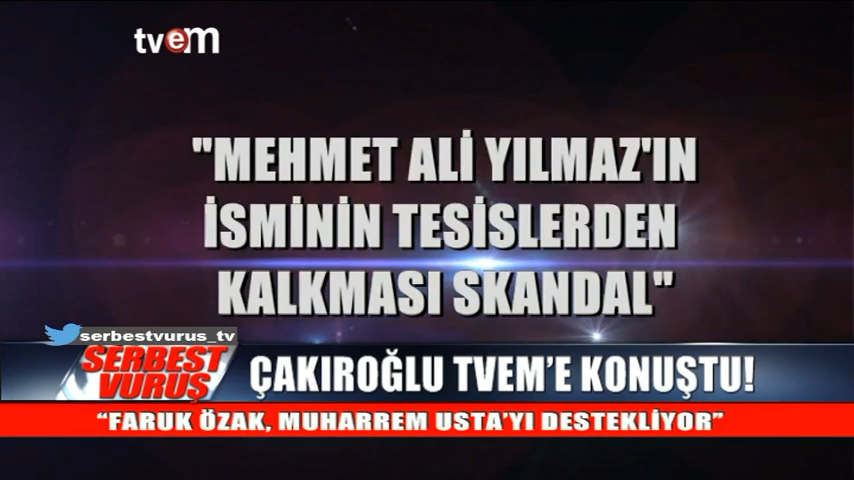 tvem
"MEHMET ALİ YILMAZ'IN
İSMİNİN TESİSLERDEN
KALKMASI SKANDAL"
serbestvurus_tv
SERBEST
VURUŞ
ÇAKIROĞLU TVEM'E KONUŞTU!
“FARUK ÖZAK, MUHARREM USTA'YI DESTEKLİYOR”